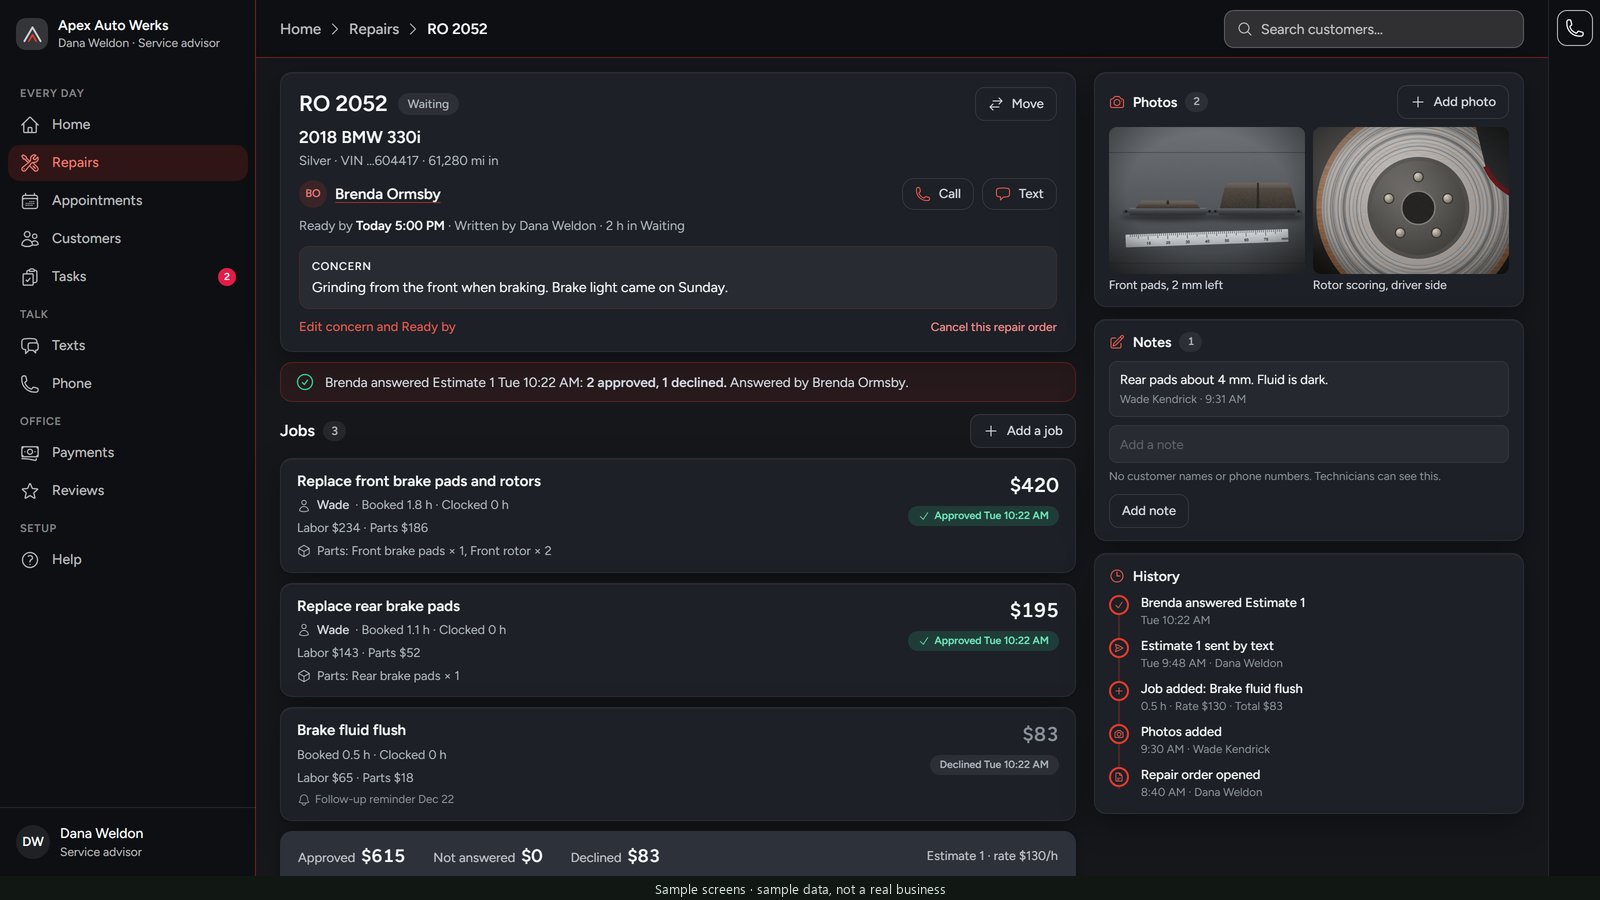 Apex Auto Werks
Dana Weldon · Service advisor
EVERY DAY
Home
Repairs
Appointments
Customers
Tasks
2
TALK
Texts
Phone
OFFICE
Payments
Reviews
SETUP
Help
DW
Dana Weldon
Service advisor
Home > Repairs > RO 2052
Search customers...
RO 2052
Waiting
Move
2018 BMW 330i
Silver · VIN ...604417 · 61,280 mi in
BO
Brenda Ormsby
Call
Text
Ready by Today 5:00 PM · Written by Dana Weldon · 2 h in Waiting
CONCERN
Grinding from the front when braking. Brake light came on Sunday.
Edit concern and Ready by
Cancel this repair order
Brenda answered Estimate 1 Tue 10:22 AM: 2 approved, 1 declined. Answered by Brenda Ormsby.
Jobs 3
Add a job
Replace front brake pads and rotors
$420
Wade · Booked 1.8 h · Clocked 0 h
Approved Tue 10:22 AM
Labor $234 · Parts $186
Parts: Front brake pads × 1, Front rotor × 2
Replace rear brake pads
$195
Wade · Booked 1.1 h · Clocked 0 h
Approved Tue 10:22 AM
Labor $143 · Parts $52
Parts: Rear brake pads × 1
Brake fluid flush
$83
Booked 0.5 h · Clocked 0 h
Declined Tue 10:22 AM
Labor $65 · Parts $18
Follow-up reminder Dec 22
Approved $615
Not answered $0
Declined $83
Estimate 1 · rate $130/h
Photos 2
Add photo
Front pads, 2 mm left
Rotor scoring, driver side
Notes 1
Rear pads about 4 mm. Fluid is dark.
Wade Kendrick · 9:31 AM
Add a note
No customer names or phone numbers. Technicians can see this.
Add note
History
Brenda answered Estimate 1
Tue 10:22 AM
Estimate 1 sent by text
Tue 9:48 AM · Dana Weldon
Job added: Brake fluid flush
0.5 h · Rate $130 · Total $83
Photos added
9:30 AM · Wade Kendrick
Repair order opened
8:40 AM · Dana Weldon
Sample screens · sample data, not a real business